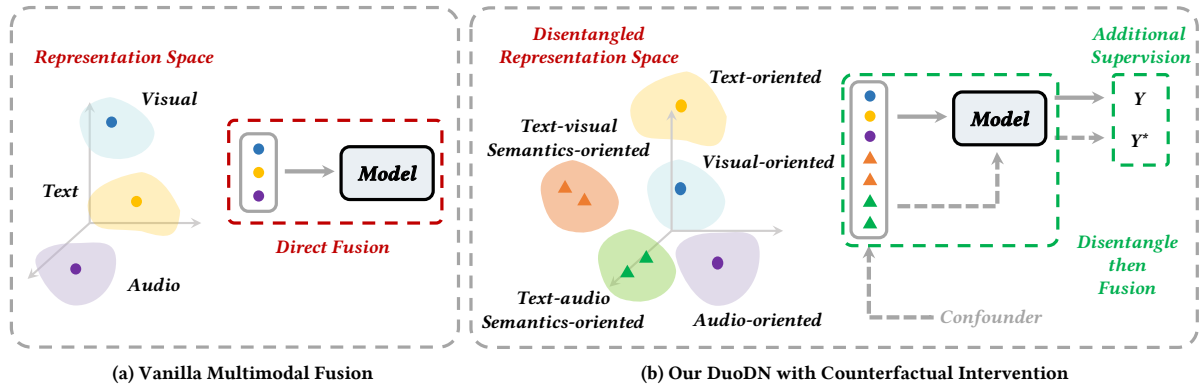 Representation Space
Visual
Text
Audio
Model
Direct Fusion
(a) Vanilla Multimodal Fusion
Disentangled
Representation Space
Text-oriented
Text-visual
Semantics-oriented
Visual-oriented
Text-audio
Semantics-oriented
Audio-oriented
Model
Additional
Supervision
Y
Y*
Disentangle
then
Fusion
Confounder
(b) Our DuoDN with Counterfactual Intervention